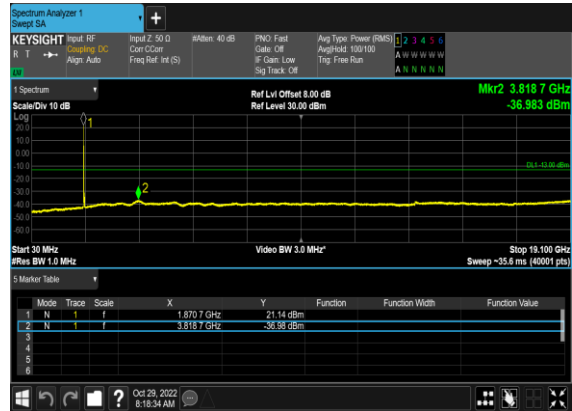 Spectrum Analyzer 1
Swept SA
+
KEYSIGHT Input: RF Input Z: 50 Ω #Atten: 40 dB PNO: Fast Avg Type: Power (RMS) 1 2 3 4 5 6
R T Coupling: DC Corr CCorr Gate: Off Avg|Hold: 100/100 A W W W W W
Align: Auto Freq Ref: Int (S) IF Gain: Low Trig: Free Run A N N N N N
Sig Track: Off
1 Spectrum Ref Lvl Offset 8.00 dB Mkr2 3.818 7 GHz
Scale/Div 10 dB Ref Level 30.00 dBm -36.983 dBm
Log
1
20.0
10.0
0.00
-10.0
DL1 -13.00 dBm
-20.0
-30.0
2
-40.0
-50.0
-60.0
Start 30 MHz Video BW 3.0 MHz* Stop 19.100 GHz
#Res BW 1.0 MHz Sweep ~35.6 ms (40001 pts)
5 Marker Table
Mode Trace Scale X Y Function Function Width Function Value
1 N 1 f 1.870 7 GHz 21.14 dBm
2 N 1 f 3.818 7 GHz -36.98 dBm
3
4
5
6
? Oct 29, 2022
8:18:34 AM